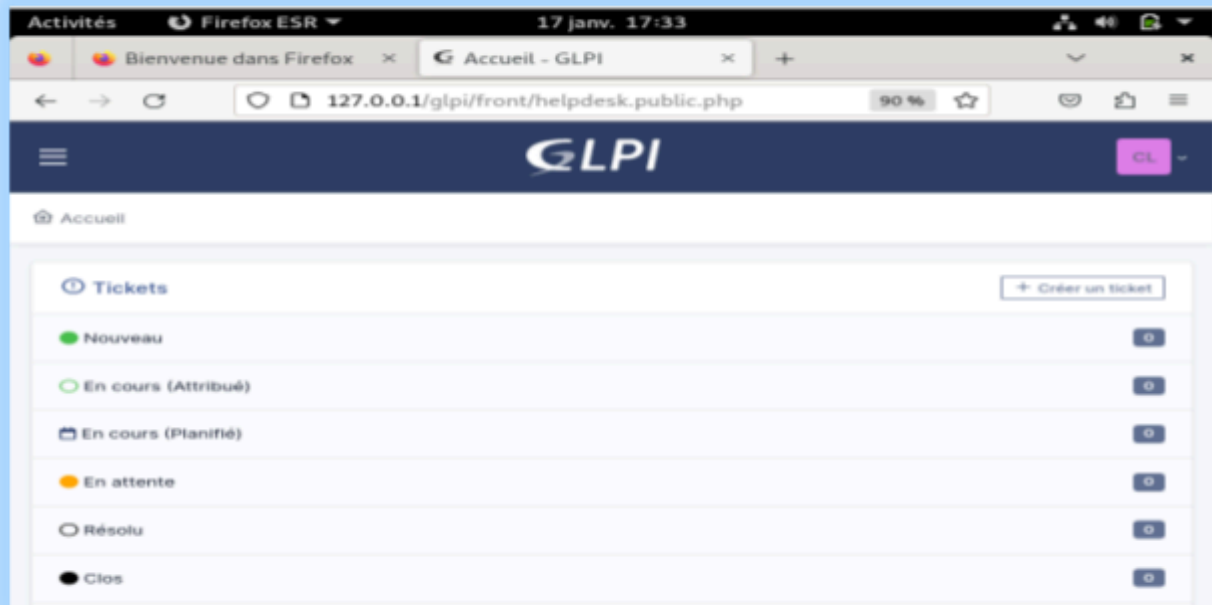 Activités Firefox ESR 17 janv. 17:33
Bienvenue dans Firefox Accueil - GLPI
127.0.0.1/glpi/front/helpdesk.public.php 90 %
GLPI CL
Accueil
Tickets + Créer un ticket
Nouveau 0
En cours (Attribué) 0
En cours (Planifié) 0
En attente 0
Résolu 0
Clos 0